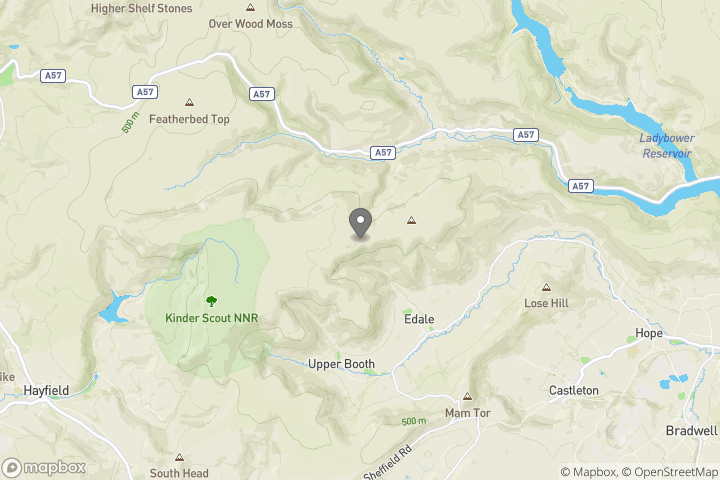 Higher Shelf Stones
Over Wood Moss
A57
A57
A57
500 m
Featherbed Top
A57
A57
Ladybower
Reservoir
A57
Kinder Scout NNR
Edale
Lose Hill
Hope
Upper Booth
ike
Hayfield
Castleton
Mam Tor
500 m
Bradwell
Sheffield Rd
South Head
mapbox
© Mapbox, © OpenStreetMap